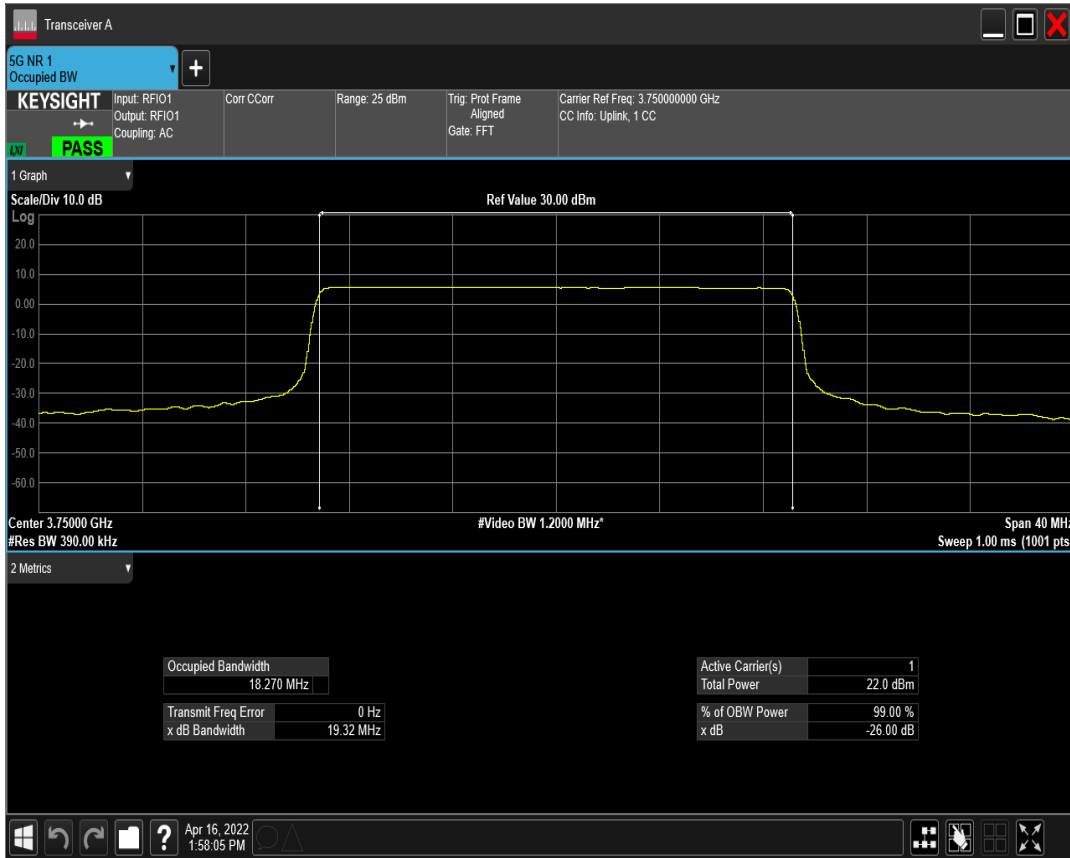 Transceiver A
5G NR 1
Occupied BW
+
KEYSIGHT
Input: RFIO1
Output: RFIO1
Coupling: AC
LXI
PASS
Corr CCorr
Range: 25 dBm
Trig: Prot Frame
Aligned
Gate: FFT
Carrier Ref Freq: 3.750000000 GHz
CC Info: Uplink, 1 CC
1 Graph
Scale/Div 10.0 dB
Ref Value 30.00 dBm
Log
20.0
10.0
0.00
-10.0
-20.0
-30.0
-40.0
-50.0
-60.0
Center 3.75000 GHz
#Video BW 1.2000 MHz*
Span 40 MHz
#Res BW 390.00 kHz
Sweep 1.00 ms (1001 pts
2 Metrics
Occupied Bandwidth
18.270 MHz
Transmit Freq Error 0 Hz
x dB Bandwidth 19.32 MHz
Active Carrier(s) 1
Total Power 22.0 dBm
% of OBW Power 99.00 %
x dB -26.00 dB
?
Apr 16, 2022
1:58:05 PM